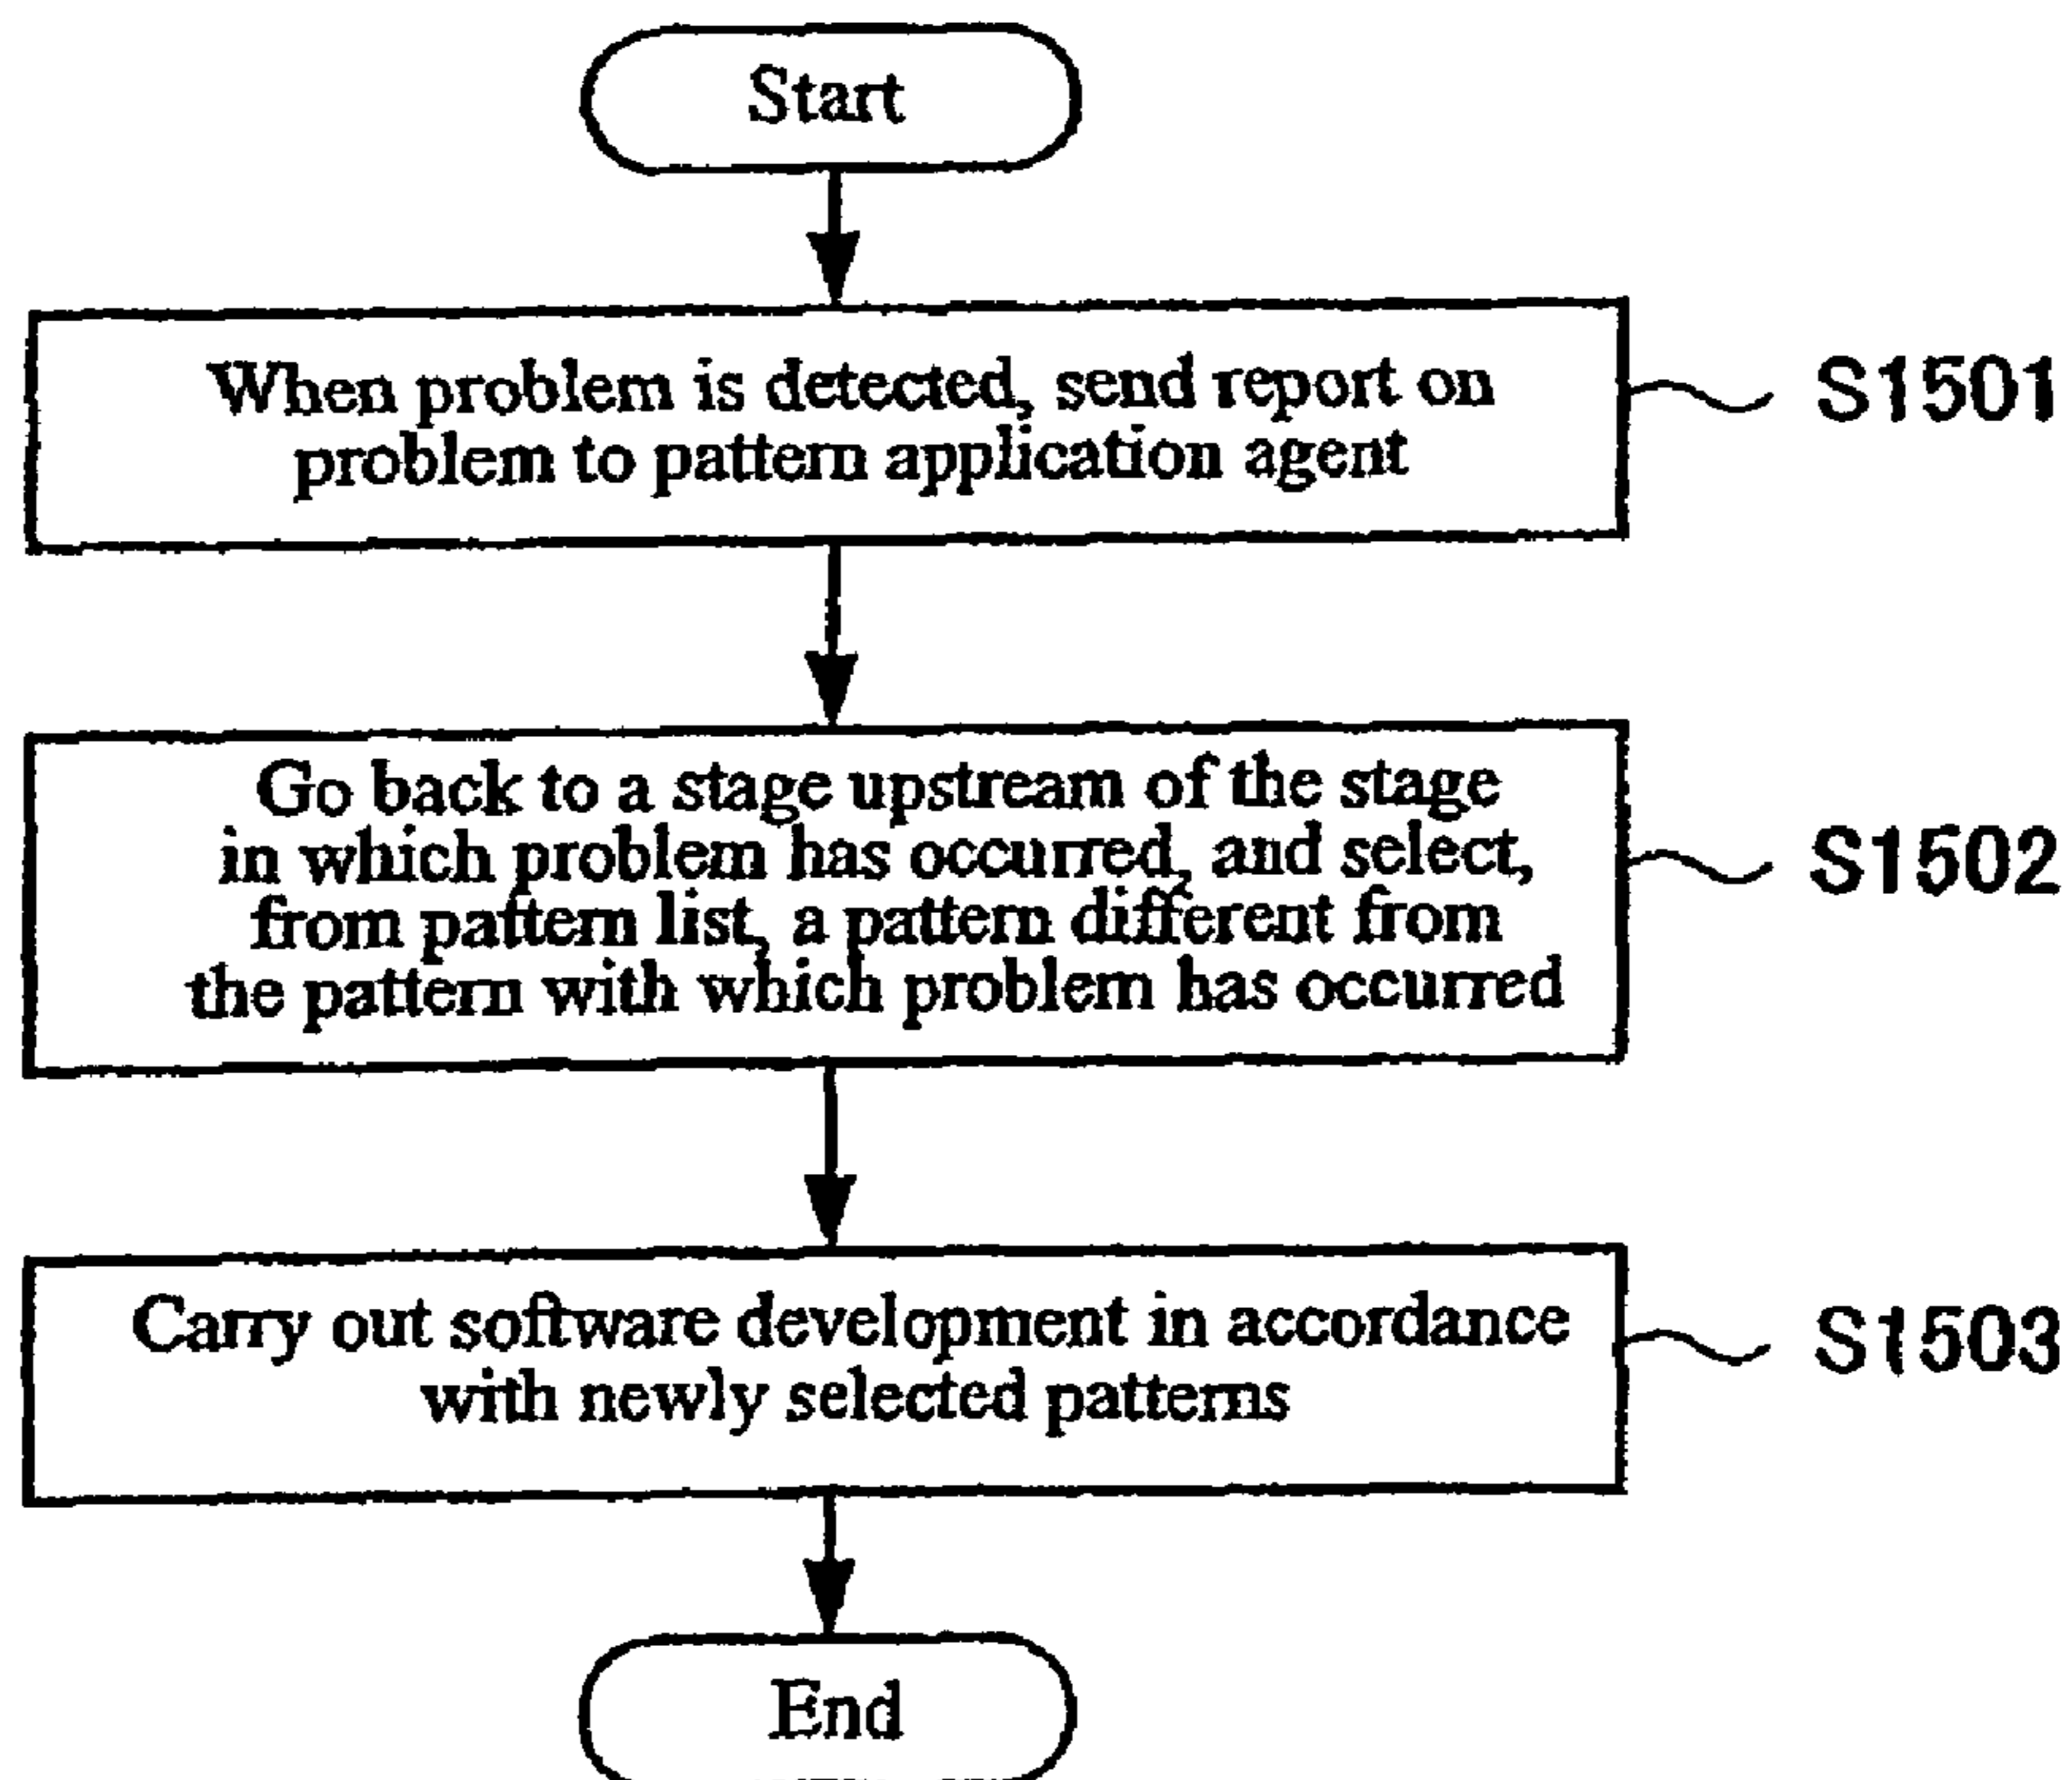 Start
When problem is detected, send report on
problem to pattern application agent
S1501
Go back to a stage upstream of the stage
in which problem has occurred, and select,
from pattern list, a pattern different from
the pattern with which problem has occurred
S1502
Carry out software development in accordance
with newly selected patterns
S1503
End